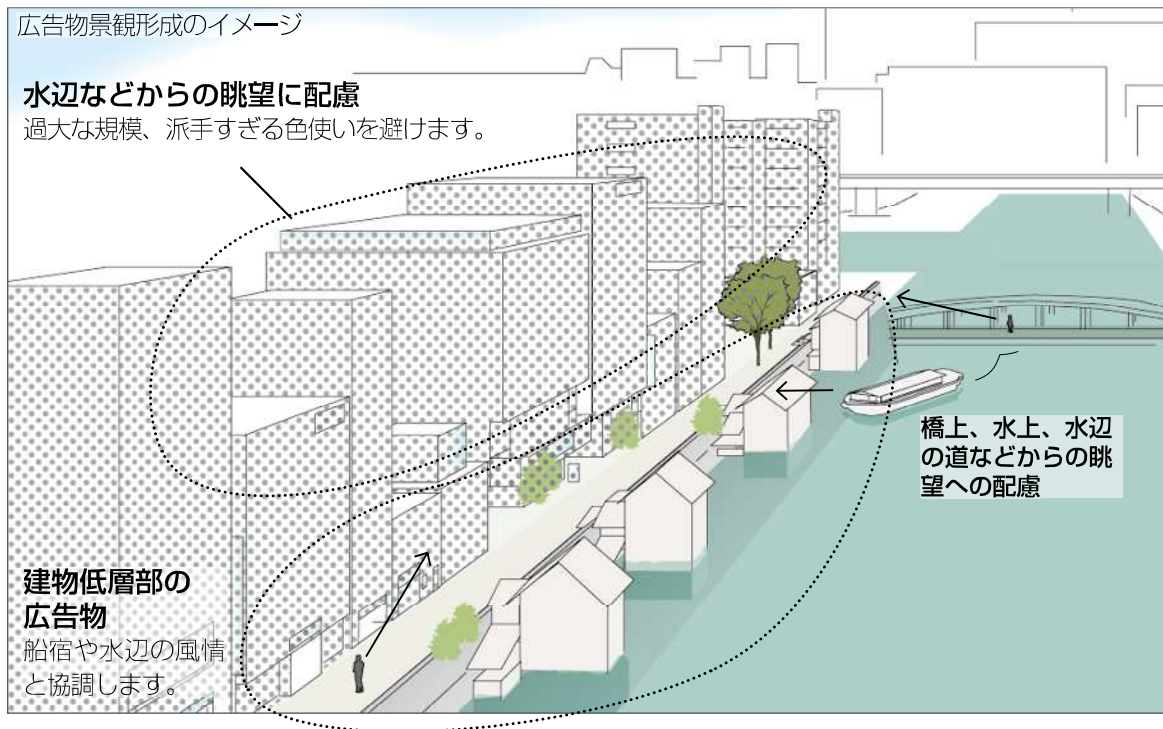 広告物景観形成のイメージ
水辺などからの眺望に配慮
過大な規模、派手すぎる色使いを避けます。
橋上、水上、水辺
の道などからの眺
望への配慮
建物低層部の
広告物
船宿や水辺の風情
と協調します。